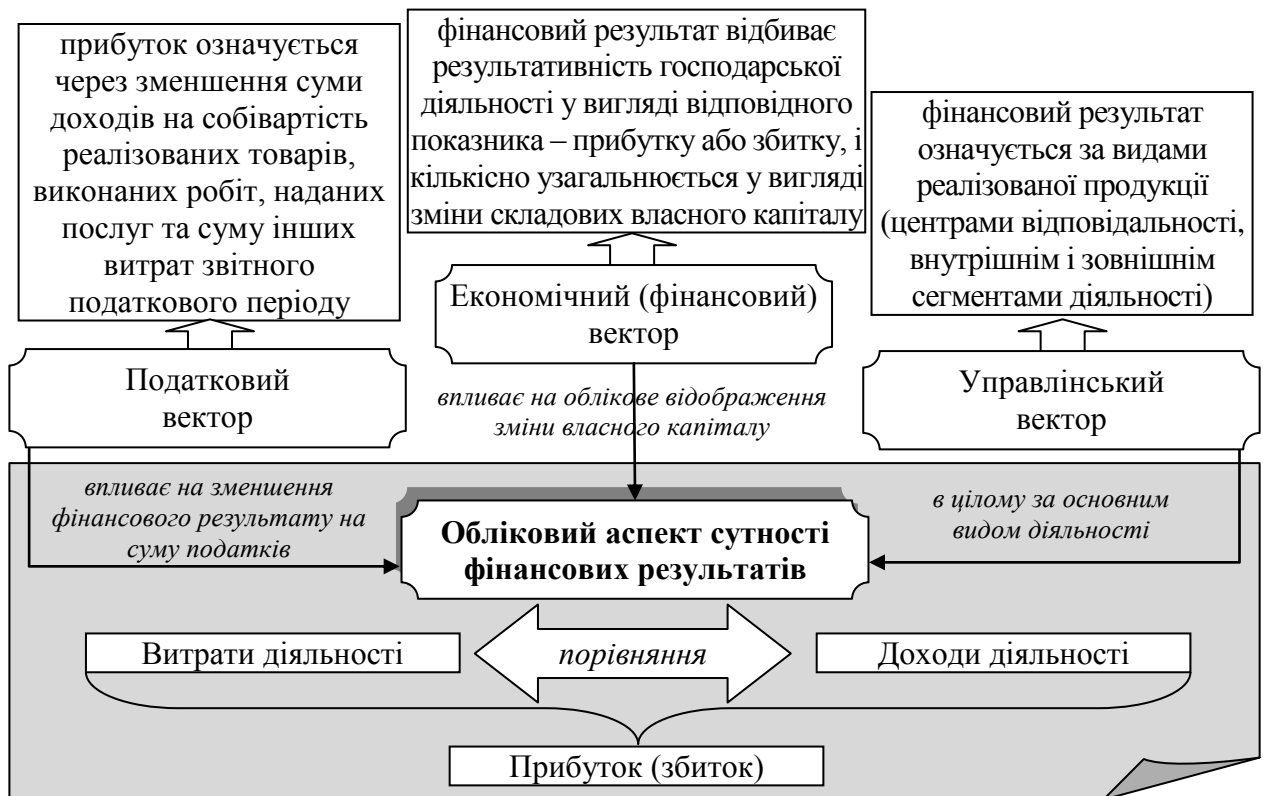 прибуток означується
через зменшення суми
доходів на собівартість
реалізованих товарів,
виконаних робіт, наданих
послуг та суму інших
витрат звітного
податкового періоду
фінансовий результат відбиває
результативність господарської
діяльності у вигляді відповідного
показника – прибутку або збитку, і
кількісно узагальнюється у вигляді
зміни складових власного капіталу
фінансовий результат
означується за видами
реалізованої продукції
(центрами відповідальності,
внутрішнім і зовнішнім
сегментами діяльності)
Податковий
вектор
Економічний (фінансовий)
вектор
Управлінський
вектор
впливає на облікове відображення
зміни власного капіталу
впливає на зменшення
фінансового результату на
суму податків
в цілому за основним
видом діяльності
Обліковий аспект сутності
фінансових результатів
Витрати діяльності
порівняння
Доходи діяльності
Прибуток (збиток)